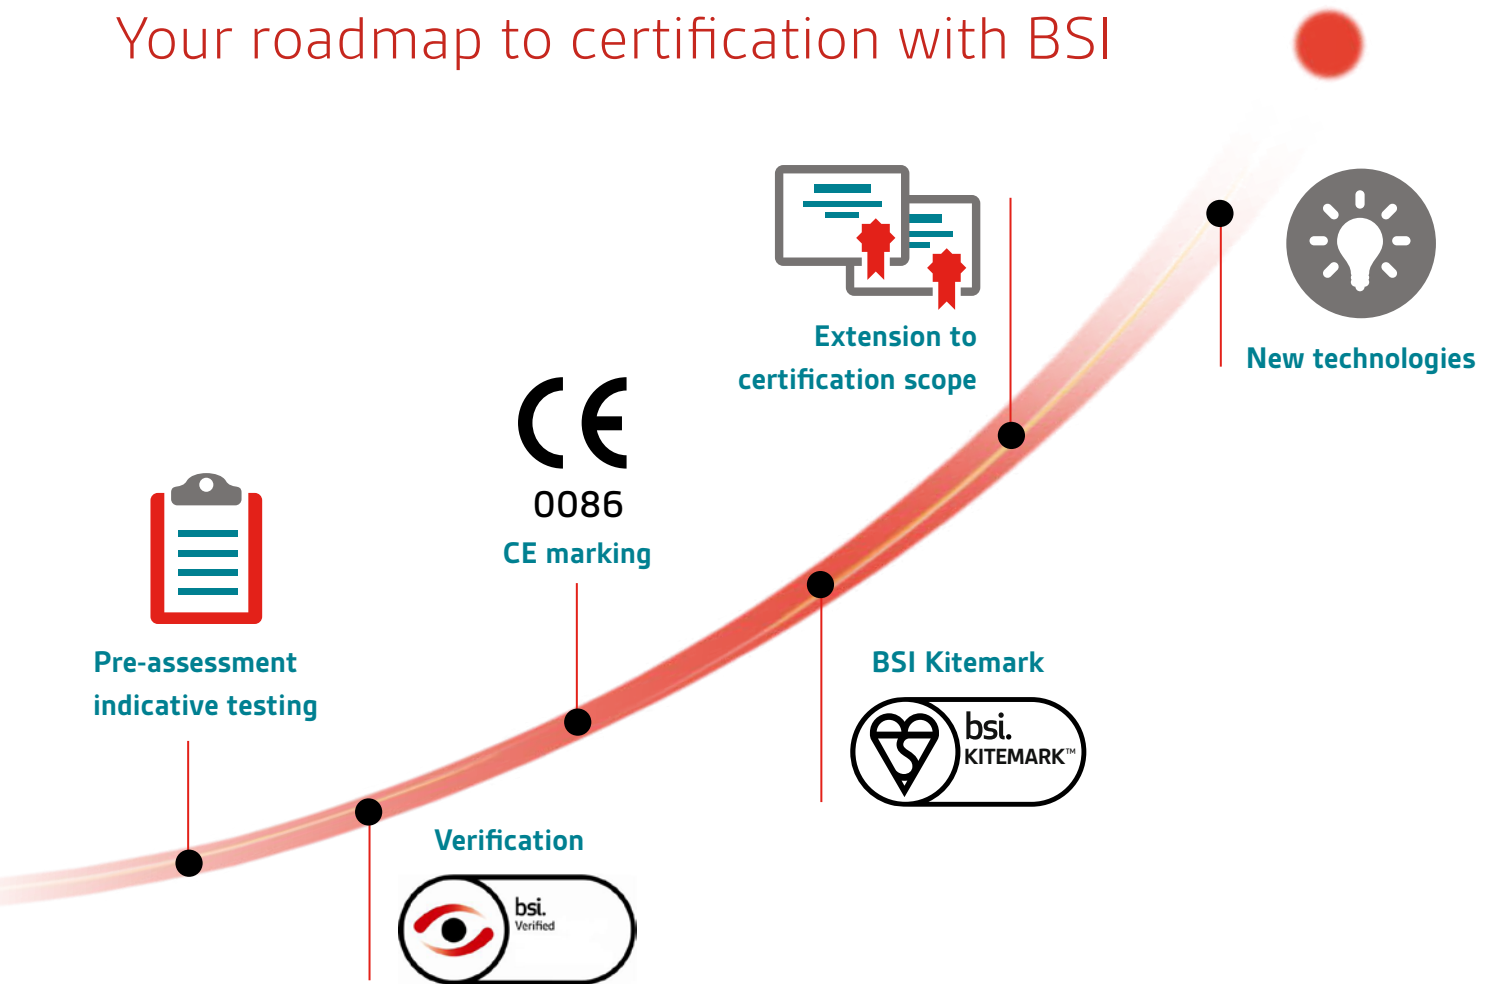 Your roadmap to certification with BSI
Extension to
certification scope
New technologies
CE
0086
CE marking
Pre-assessment
indicative testing
BSI Kitemark
bsi.
KITEMARK™
Verification
bsi.
Verified